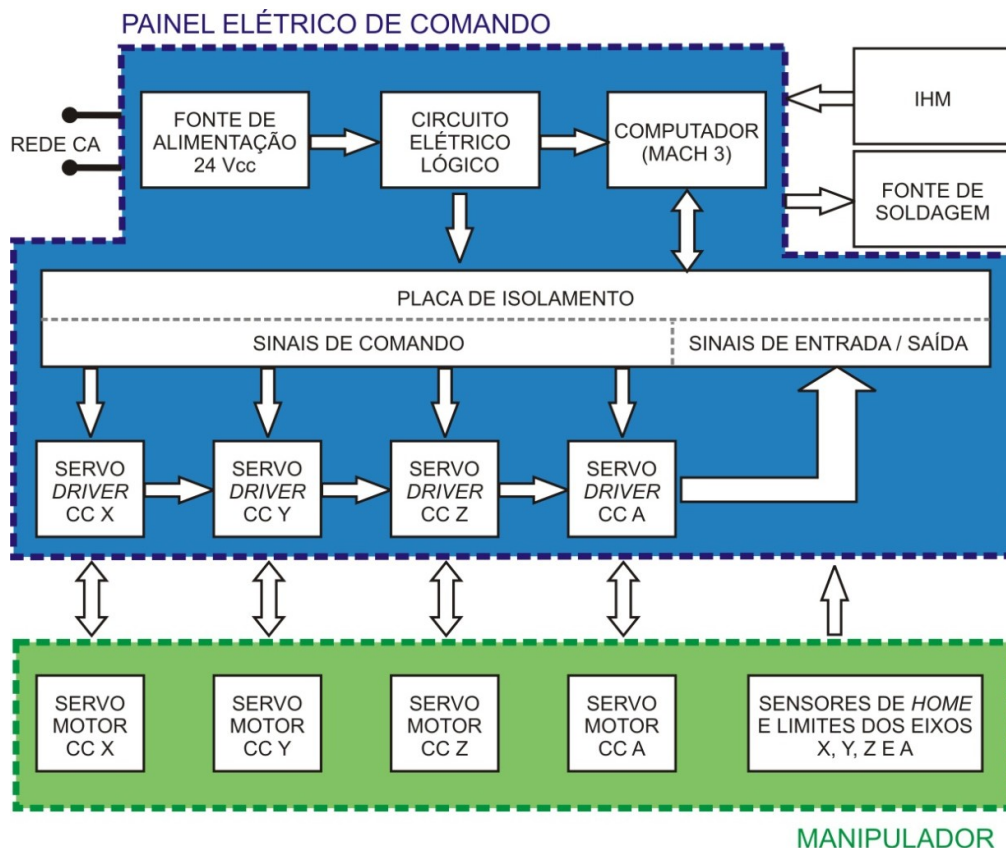 PAINEL ELÉTRICO DE COMANDO
REDE CA
FONTE DE
ALIMENTAÇÃO
24 Vcc
CIRCUITO
ELÉTRICO
LÓGICO
COMPUTADOR
(MACH 3)
IHM
FONTE DE
SOLDAGEM
PLACA DE ISOLAMENTO
SINAIS DE COMANDO
SINAIS DE ENTRADA / SAÍDA
SERVO
DRIVER
CC X
SERVO
DRIVER
CC Y
SERVO
DRIVER
CC Z
SERVO
DRIVER
CC A
SERVO
MOTOR
CC X
SERVO
MOTOR
CC Y
SERVO
MOTOR
CC Z
SERVO
MOTOR
CC A
SENSORES DE HOME
E LIMITES DOS EIXOS
X, Y, Z E A
MANIPULADOR